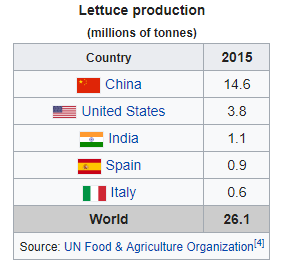 Lettuce production
(millions of tonnes)
Country 2015
China 14.6
United States 3.8
India 1.1
Spain 0.9
Italy 0.6
World 26.1
Source: UN Food & Agriculture Organization[4]